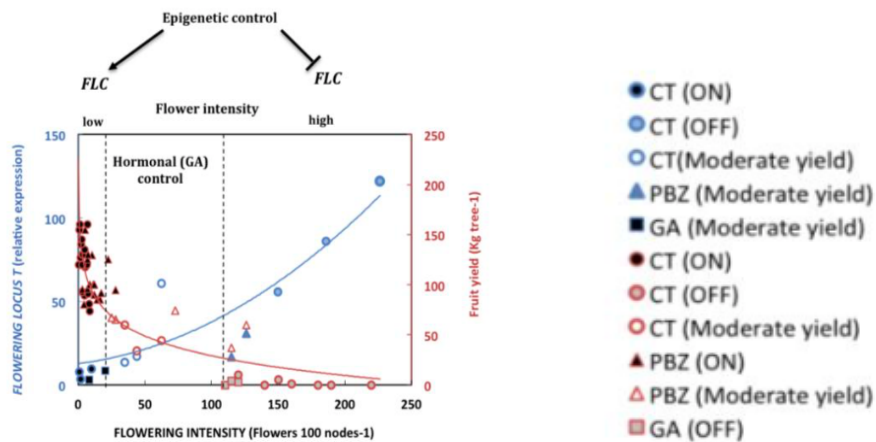 Epigenetic control
FLC
FLC
Flower intensity
low
high
Hormonal (GA)
control
150
100
50
0
FLOWERING LOCUS T (relative expression)
250
200
150
100
50
0
Fruit yield (Kg tree-1)
0
50
100
150
200
250
FLOWERING INTENSITY (Flowers 100 nodes-1)
CT (ON)
CT (OFF)
CT(Moderate yield)
PBZ (Moderate yield)
GA (Moderate yield)
CT (ON)
CT (OFF)
CT (Moderate yield)
PBZ (ON)
PBZ (Moderate yield)
GA (OFF)